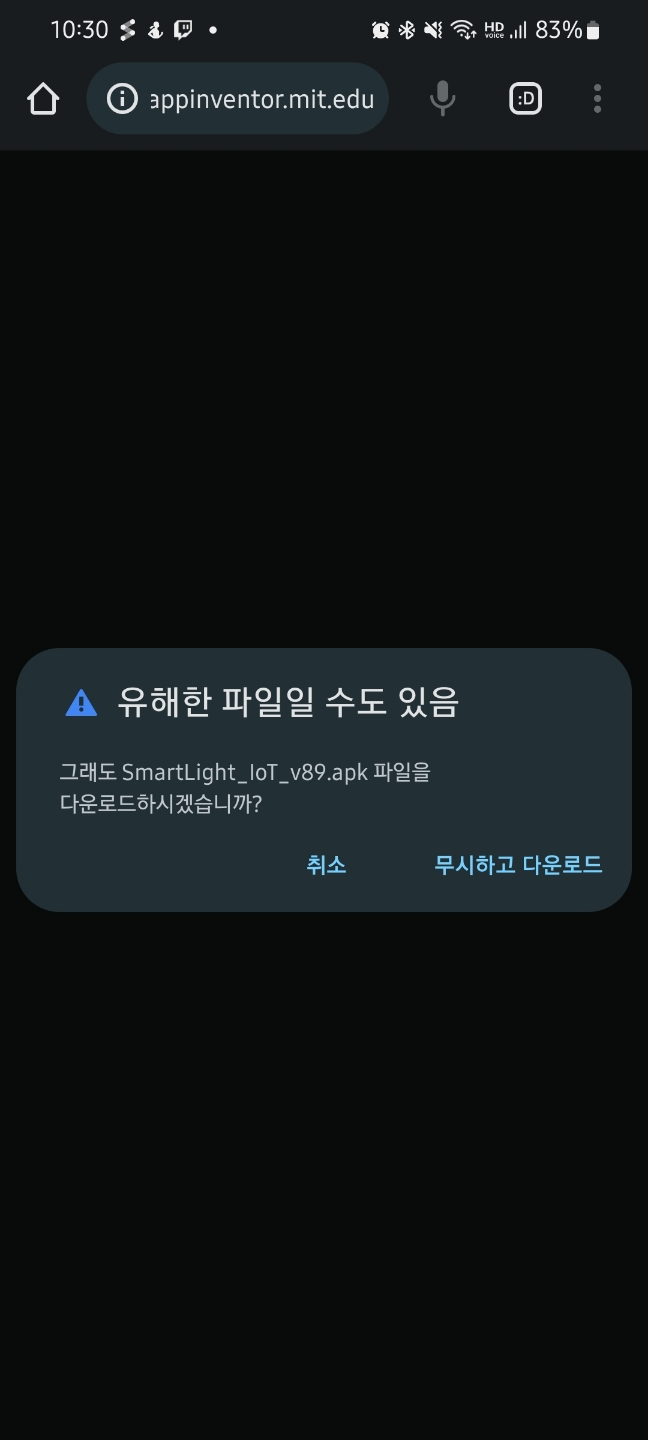 10:30 HD voice 83%
appinventor.mit.edu :D
유해한 파일일 수도 있음
그래도 SmartLight_IoT_v89.apk 파일을
다운로드하시겠습니까?
취소 무시하고 다운로드